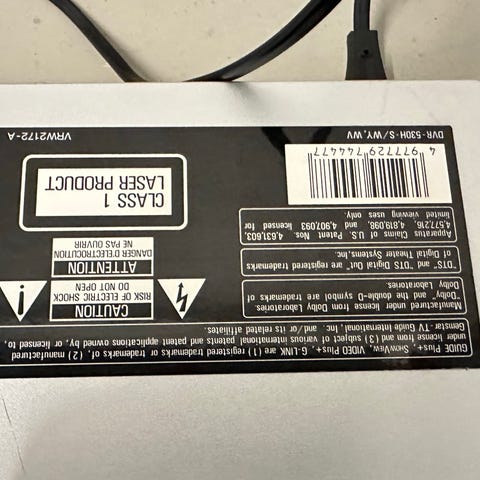 GUIDE Plus+, SHOWVIEW, VIDEO Plus+, G-LINK are (1) registered trademarks or trademarks of, (2) manufactured
under license from and (3) subject of various international patents and patent applications owned by, or licensed to,
Gemstar-TV Guide International, Inc. and/or its related affiliates.
CAUTION
RISK OF ELECTRIC SHOCK
DO NOT OPEN
ATTENTION
DANGER D'ELECTROCUTION
NE PAS OUVRIR
Manufactured under license from Dolby Laboratories.
"Dolby" and the double-D symbol are trademarks of
Dolby Laboratories.
"DTS" and "DTS Digital Out" are registered trademarks
of Digital Theater Systems, Inc.
Apparatus Claims of U.S. Patent Nos. 4,631,603,
4,577,216, 4,819,098, and 4,907,093 licensed for
limited viewing uses only.
CLASS 1
LASER PRODUCT
4 977729 744477
DVR-530H-S/WY,WV
VRW2172-A